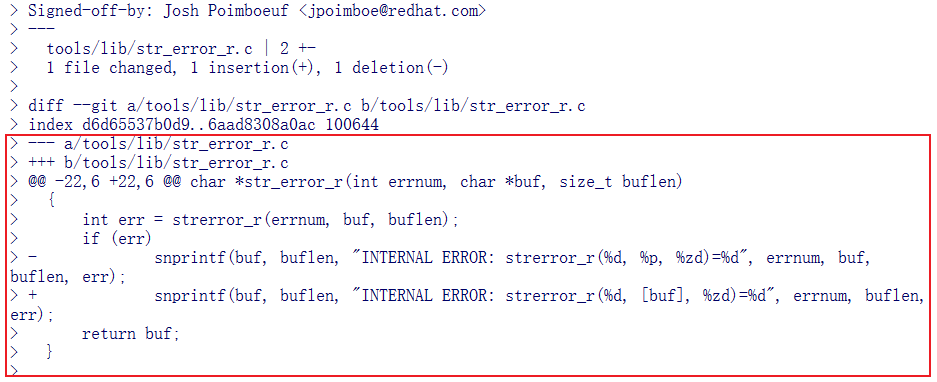 > Signed-off-by: Josh Poimboeuf <jpoimboe@redhat.com>
> ---
>   tools/lib/str_error_r.c | 2 +-
>   1 file changed, 1 insertion(+), 1 deletion(-)
>
> diff --git a/tools/lib/str_error_r.c b/tools/lib/str_error_r.c
> index d6d65537b0d9..6aad8308a0ac 100644
> --- a/tools/lib/str_error_r.c
> +++ b/tools/lib/str_error_r.c
> @@ -22,6 +22,6 @@ char *str_error_r(int errnum, char *buf, size_t buflen)
>   {
>       int err = strerror_r(errnum, buf, buflen);
>       if (err)
> -             snprintf(buf, buflen, "INTERNAL ERROR: strerror_r(%d, %p, %zd)=%d", errnum, buf,
buflen, err);
> +             snprintf(buf, buflen, "INTERNAL ERROR: strerror_r(%d, [buf], %zd)=%d", errnum, buflen,
err);
>       return buf;
>   }
>